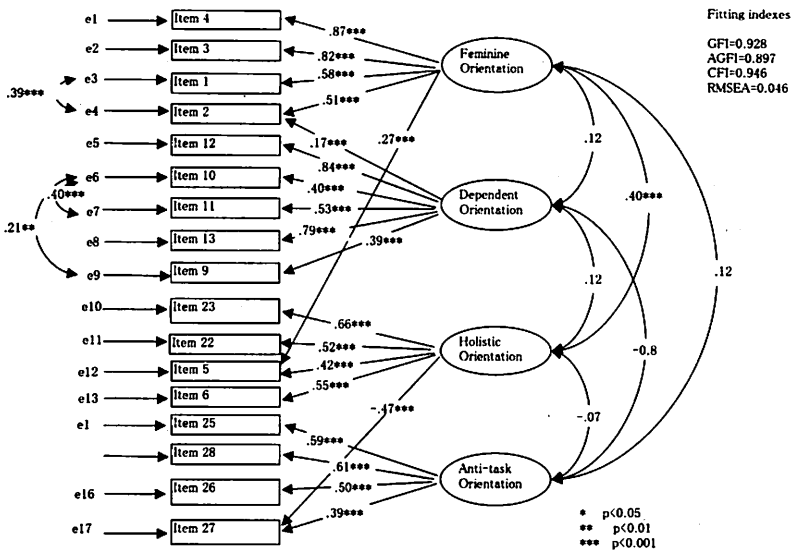 e1
Item 4
.87***
Fitting indexes
e2
Item 3
.82***
Feminine
Orientation
GFI=0.928
AGFI=0.897
CFI=0.946
RMSEA=0.046
e3
Item 1
.58***
.39***
e4
Item 2
.51***
e5
Item 12
.17***
.27***
.12
e6
Item 10
.84***
.40***
.40***
Dependent
Orientation
.40***
e7
Item 11
.53***
.21**
e8
Item 13
.79***
.39***
e9
Item 9
.12
.12
e10
Item 23
.66***
e11
Item 22
.52***
Holistic
Orientation
-0.8
e12
Item 5
.42***
e13
Item 6
.55***
-.47***
-.07
e1
Item 25
.59***
Item 28
.61***
Anti-task
Orientation
e16
Item 26
.50***
.39***
e17
Item 27
* p<0.05
** p<0.01
*** p<0.001